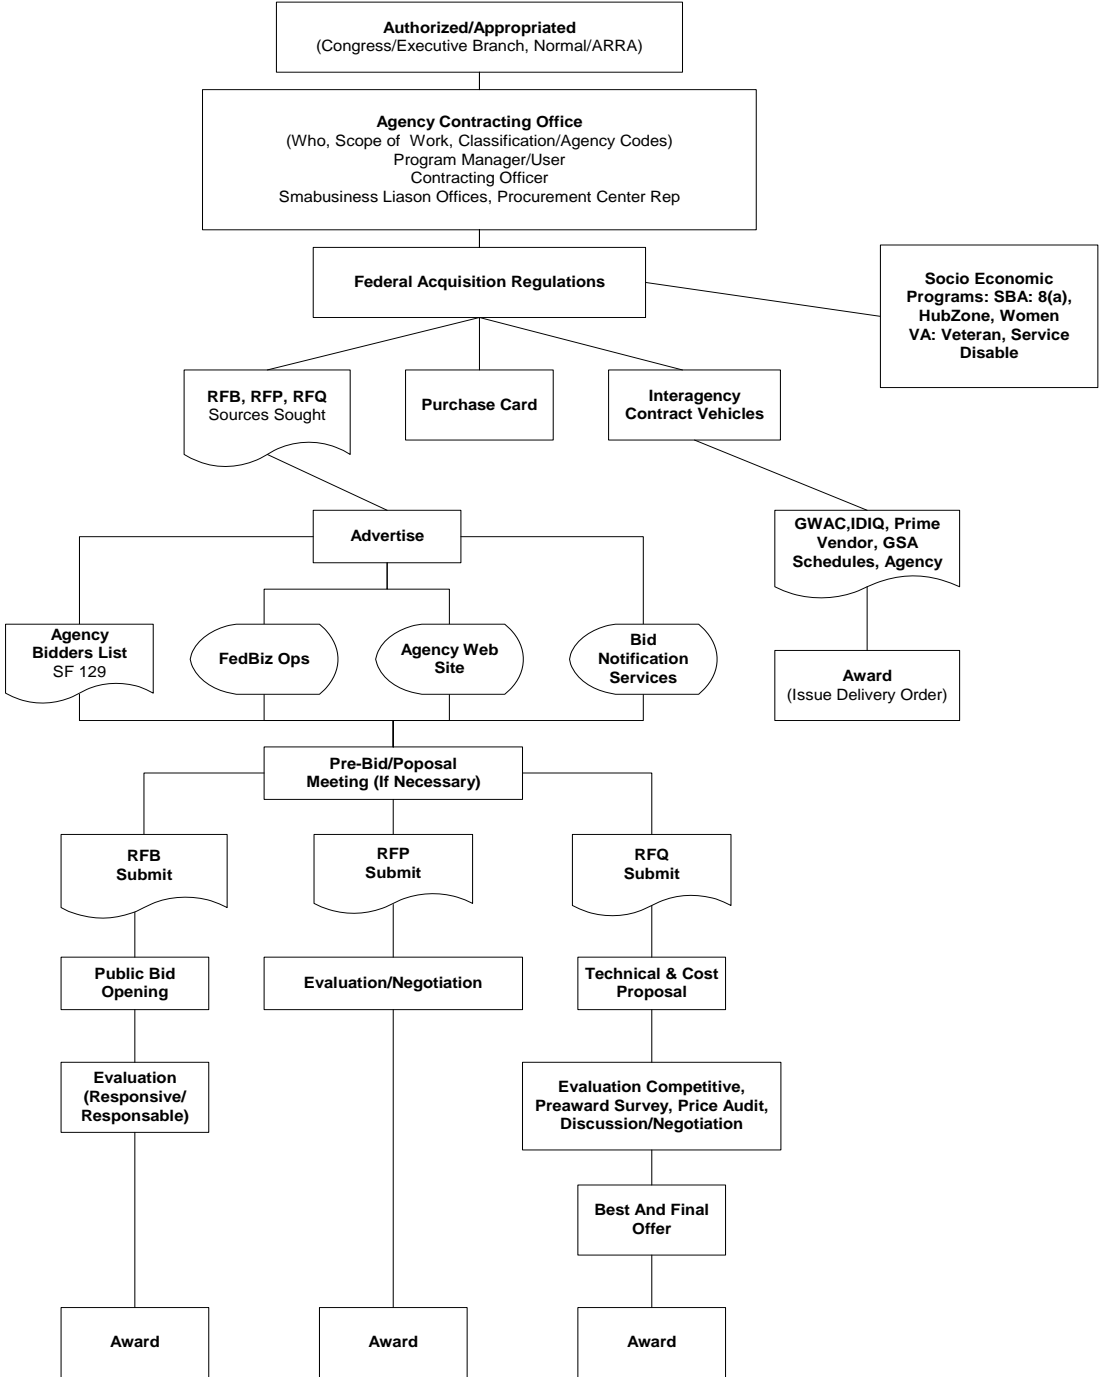 Authorized/Appropriated
(Congress/Executive Branch, Normal/ARRA)
Agency Contracting Office
(Who, Scope of Work, Classification/Agency Codes)
Program Manager/User
Contracting Officer
Smabusiness Liason Offices, Procurement Center Rep
Federal Acquisition Regulations
Socio Economic
Programs: SBA: 8(a),
HubZone, Women
VA: Veteran, Service
Disable
RFB, RFP, RFQ
Sources Sought
Purchase Card
Interagency
Contract Vehicles
Advertise
GWAC,IDIQ, Prime
Vendor, GSA
Schedules, Agency
Agency
Bidders List
SF 129
FedBiz Ops
Agency Web
Site
Bid
Notification
Services
Award
(Issue Delivery Order)
Pre-Bid/Poposal
Meeting (If Necessary)
RFB
Submit
RFP
Submit
RFQ
Submit
Public Bid
Opening
Evaluation/Negotiation
Technical & Cost
Proposal
Evaluation
(Responsive/
Responsable)
Evaluation Competitive,
Preaward Survey, Price Audit,
Discussion/Negotiation
Best And Final
Offer
Award
Award
Award